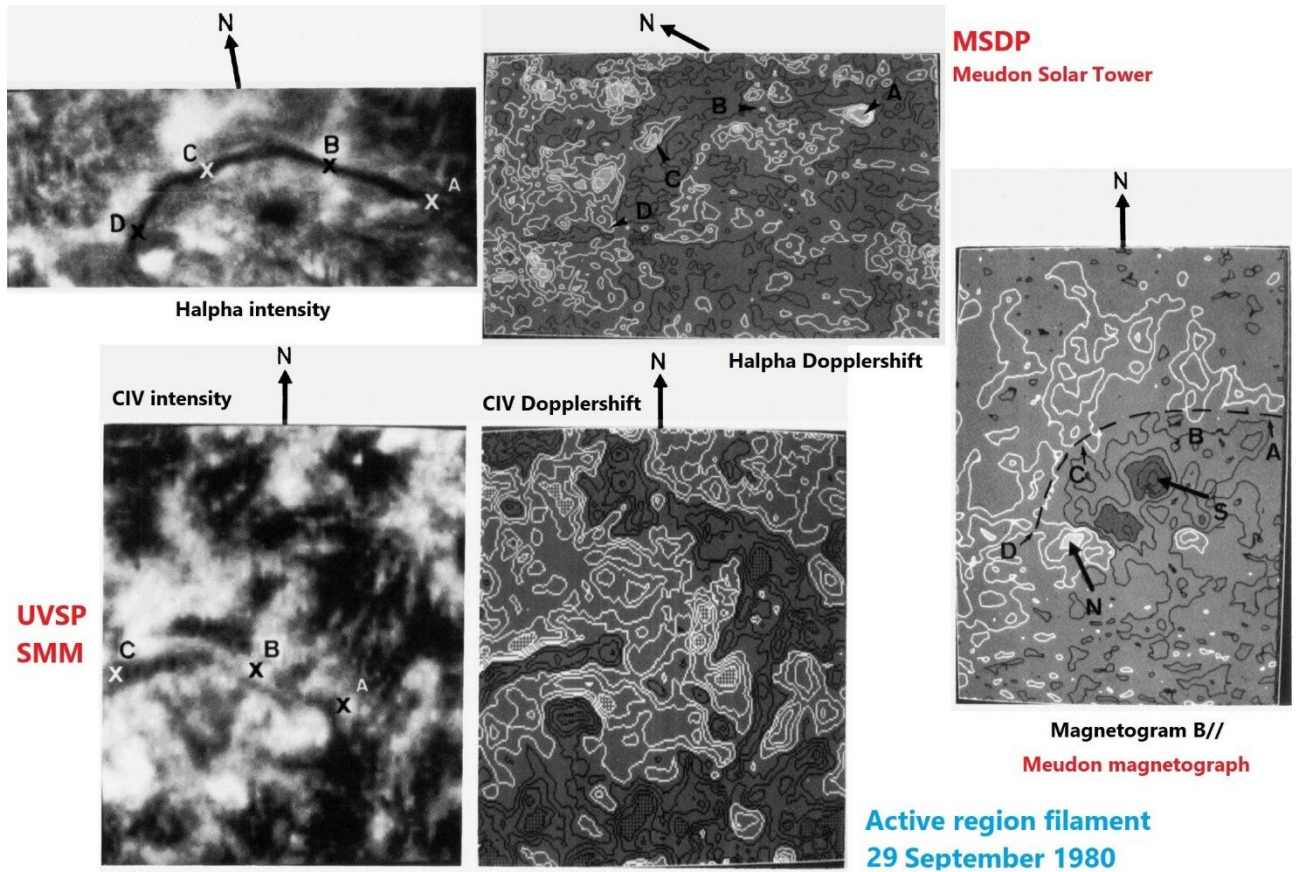 N
C
B
A
D
Halpha intensity
N
B
A
C
D
Halpha Dopplershift
MSDP
Meudon Solar Tower
N
B
A
C
S
D
N
Magnetogram B//
Meudon magnetograph
UVSP
SMM
CIV intensity
N
C
B
A
CIV Dopplershift
N
Active region filament
29 September 1980